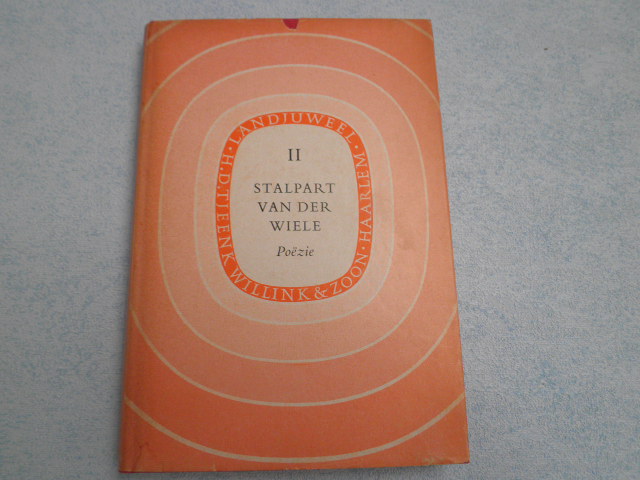 II
STALPART
VAN DER
WIELE
Poëzie
LANDJUWEEL · H.D.TJEENK WILLINK & ZOON · HAARLEM ·